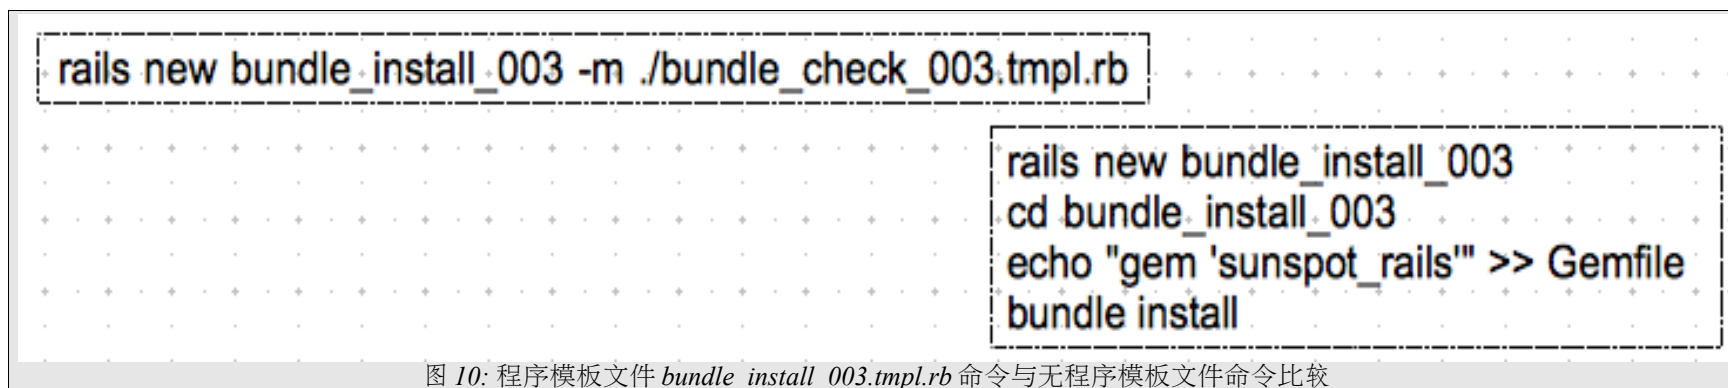 rails new bundle_install_003 -m ./bundle_check_003.tmpl.rb
rails new bundle_install_003
cd bundle_install_003
echo "gem 'sunspot_rails'" >> Gemfile
bundle install
图 10: 程序模板文件 bundle_install_003.tmpl.rb 命令与无程序模板文件命令比较